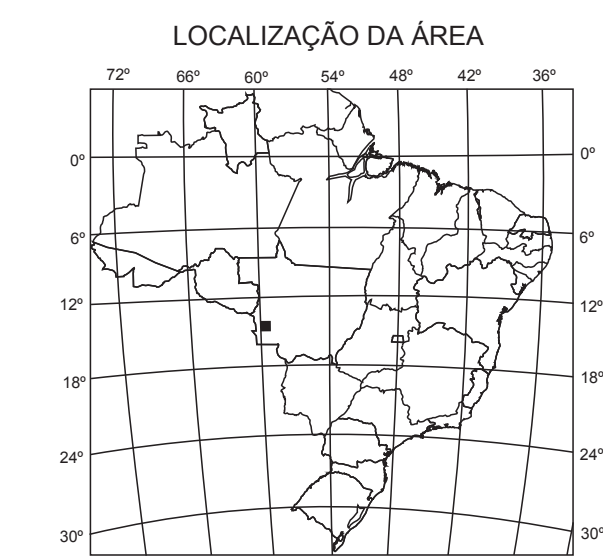 LOCALIZAÇÃO DA ÁREA
72º 66º 60º 54º 48º 42º 36º
0º 0º
6º 6º
12º 12º
18º 18º
24º 24º
30º 30º